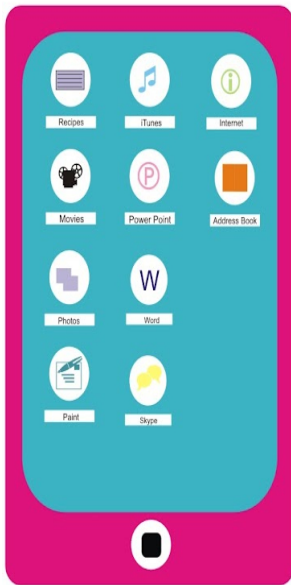 Recipes
iTunes
Internet
Movies
Power Point
Address Book
Photos
Word
Paint
Skype
P
W
i